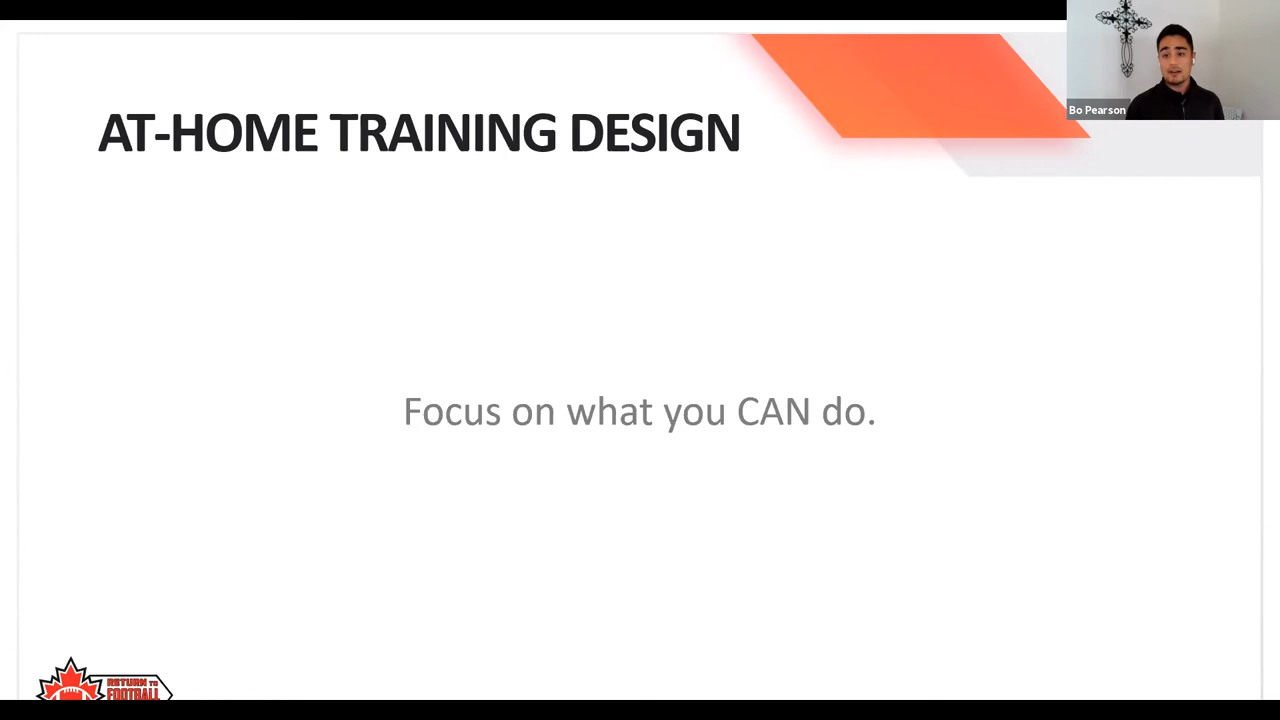 AT-HOME TRAINING DESIGN
Bo Pearson
Focus on what you CAN do.
RETURN TO
FOOTBALL